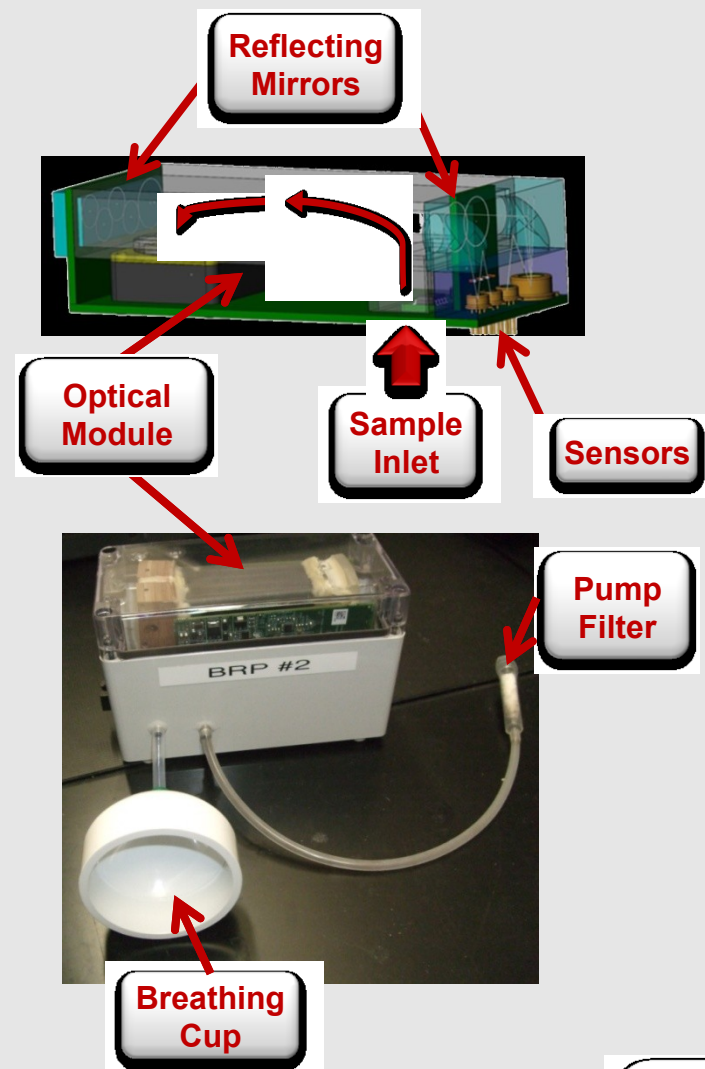 Reflecting
Mirrors
Optical
Module
Sample
Inlet
Sensors
Pump
Filter
BRP #2
Breathing
Cup